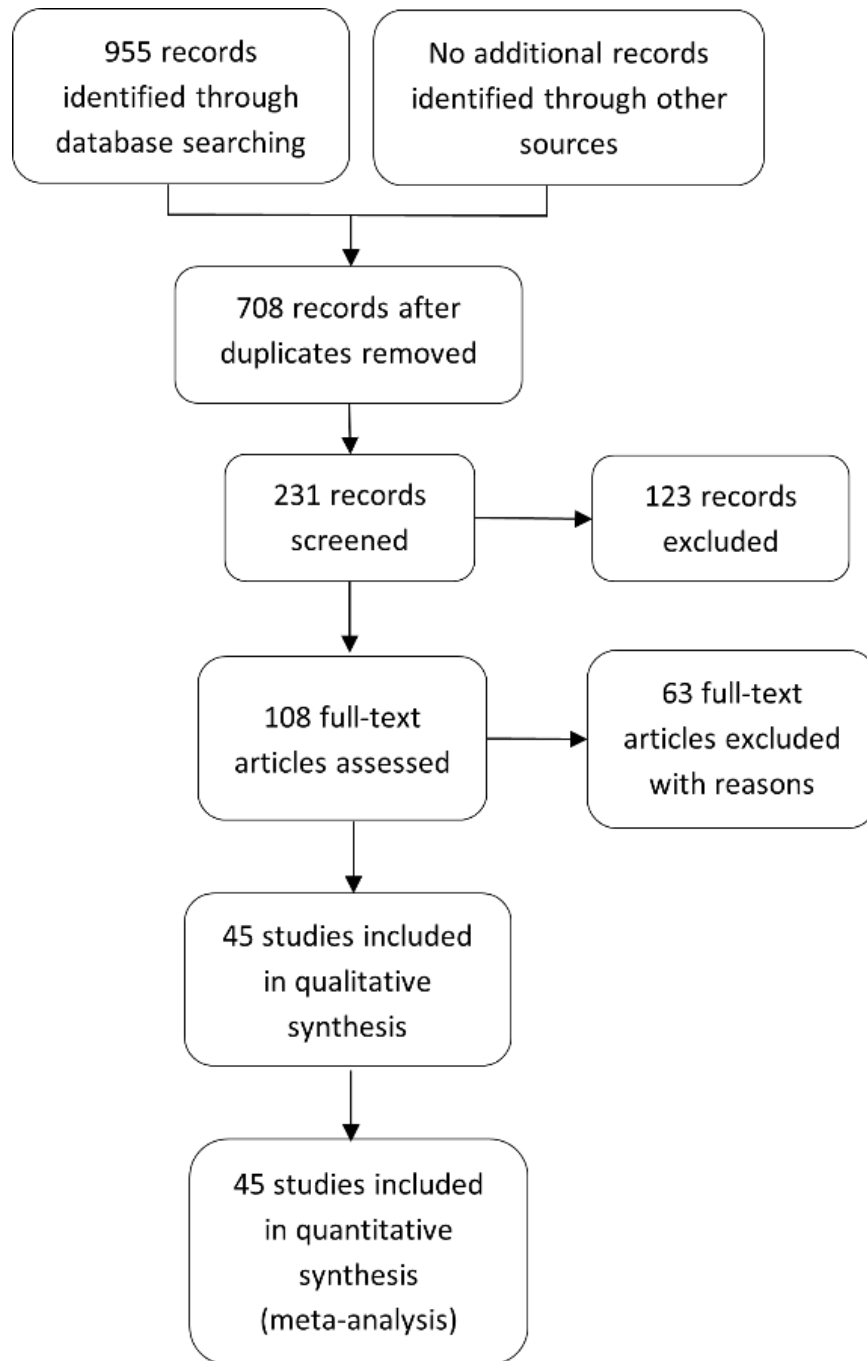 955 records
identified through
database searching
No additional records
identified through other
sources
708 records after
duplicates removed
231 records
screened
123 records
excluded
108 full-text
articles assessed
63 full-text
articles excluded
with reasons
45 studies included
in qualitative
synthesis
45 studies included
in quantitative
synthesis
(meta-analysis)